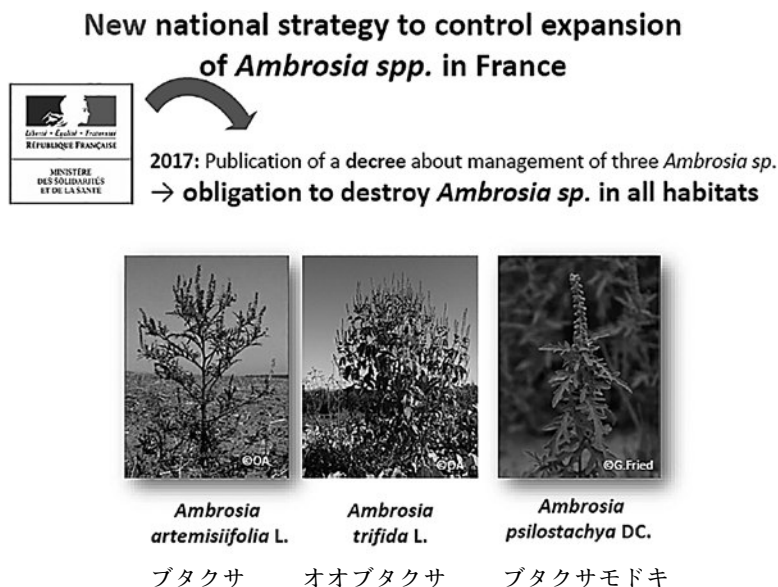 New national strategy to control expansion
of Ambrosia spp. in France
Liberté • Égalité • Fraternité
RÉPUBLIQUE FRANÇAISE
MINISTÈRE
DES SOLIDARITÉS
ET DE LA SANTÉ
2017: Publication of a decree about management of three Ambrosia sp.
→ obligation to destroy Ambrosia sp. in all habitats
©OA
©OA
©G.Fried
Ambrosia
artemisiifolia L.
Ambrosia
trifida L.
Ambrosia
psilostachya DC.
ブタクサ
オオブタクサ
ブタクサモドキ